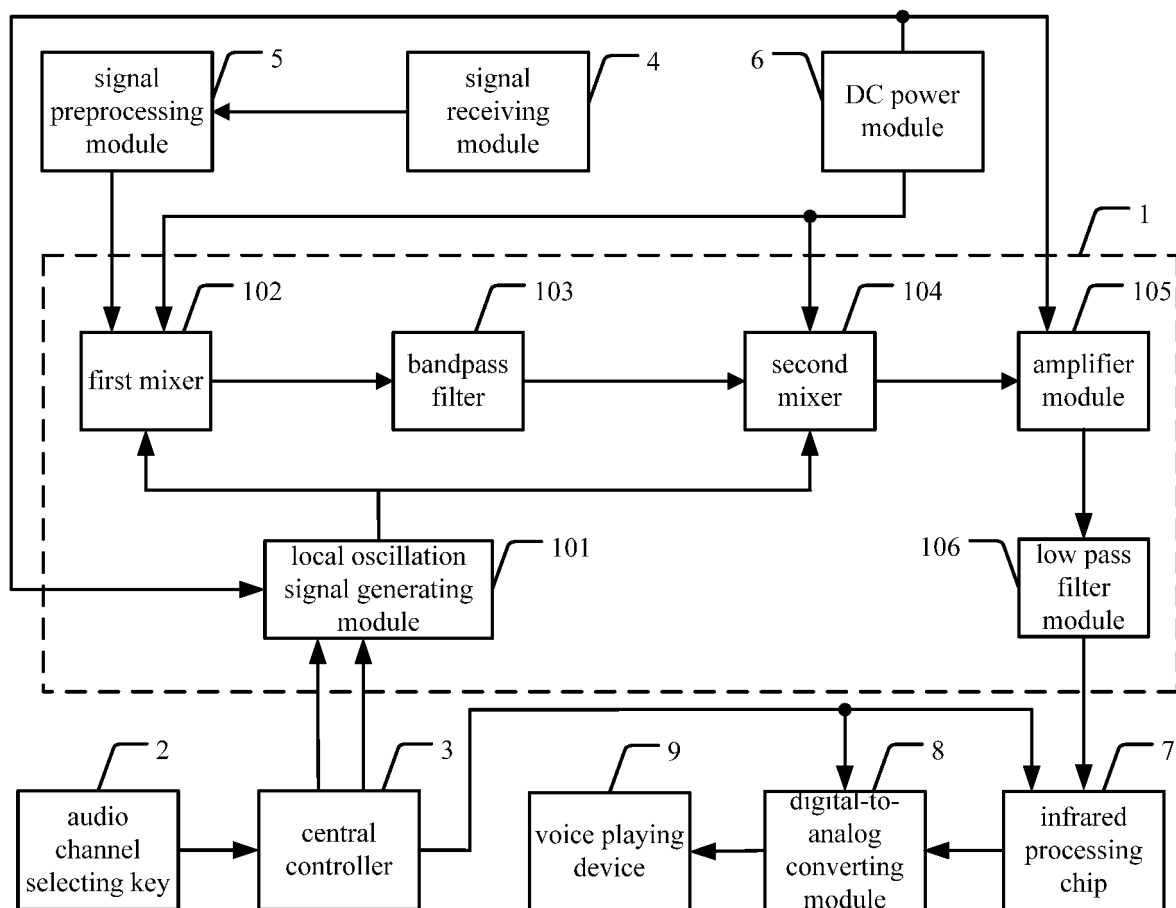 5
4
6
signal
preprocessing
module
signal
receiving
module
DC power
module
1
102
103
104
105
first mixer
bandpass
filter
second
mixer
amplifier
module
101
106
local oscillation
signal generating
module
low pass
filter
module
2
3
9
8
7
audio
channel
selecting key
central
controller
voice playing
device
digital-to-
analog
converting
module
infrared
processing
chip